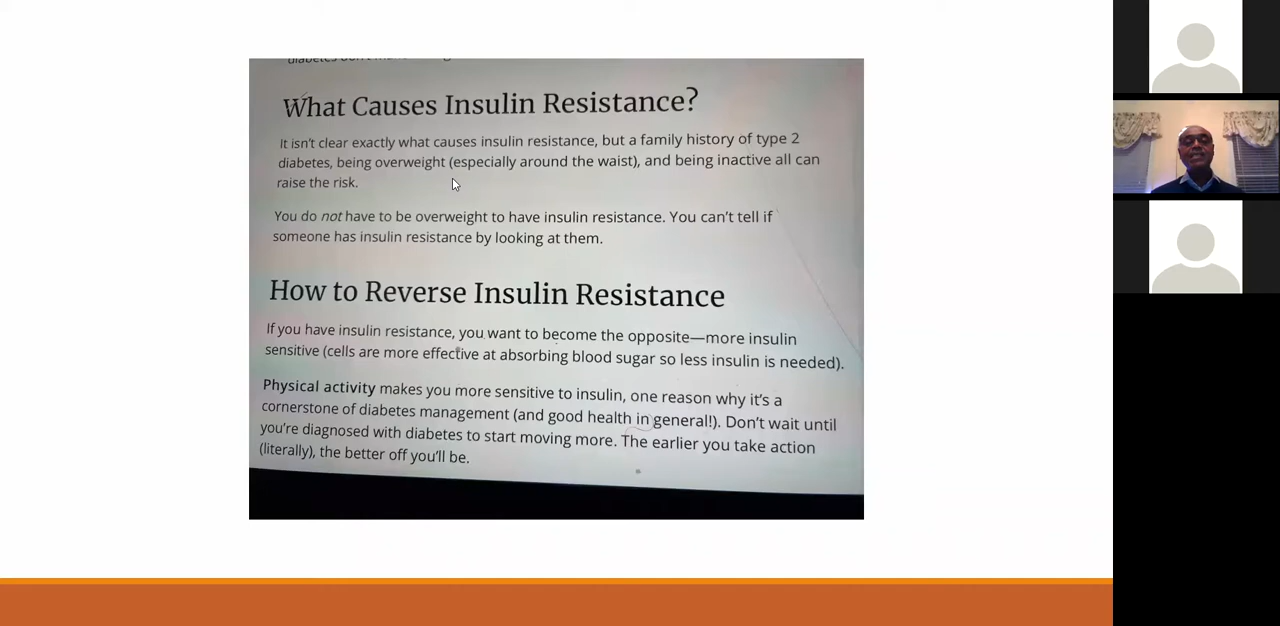 What Causes Insulin Resistance?
It isn't clear exactly what causes insulin resistance, but a family history of type 2
diabetes, being overweight (especially around the waist), and being inactive all can
raise the risk.
You do not have to be overweight to have insulin resistance. You can't tell if
someone has insulin resistance by looking at them.
How to Reverse Insulin Resistance
If you have insulin resistance, you want to become the opposite—more insulin
sensitive (cells are more effective at absorbing blood sugar so less insulin is needed).
Physical activity makes you more sensitive to insulin, one reason why it's a
cornerstone of diabetes management (and good health in general!). Don't wait until
you're diagnosed with diabetes to start moving more. The earlier you take action
(literally), the better off you'll be.